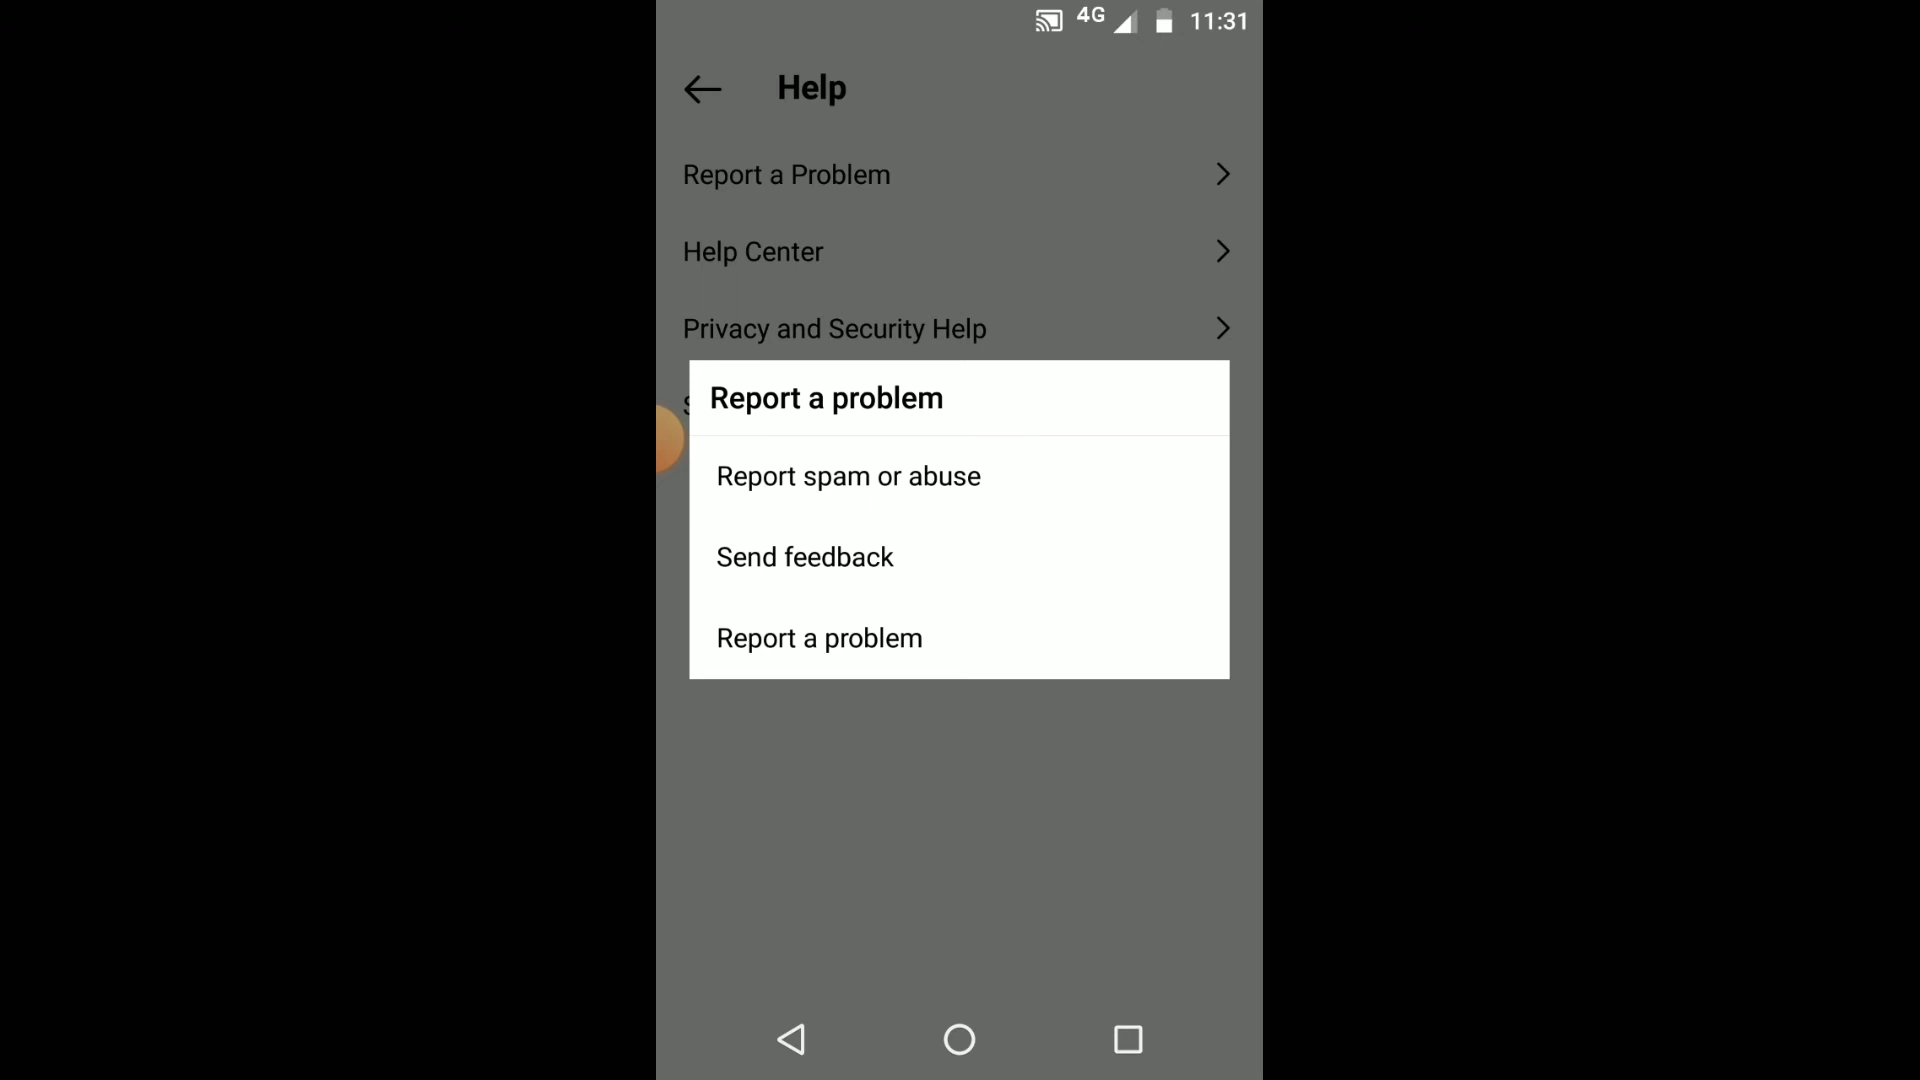 4G 11:31
Help
Report a Problem
Help Center
Privacy and Security Help
Report a problem
Report spam or abuse
Send feedback
Report a problem